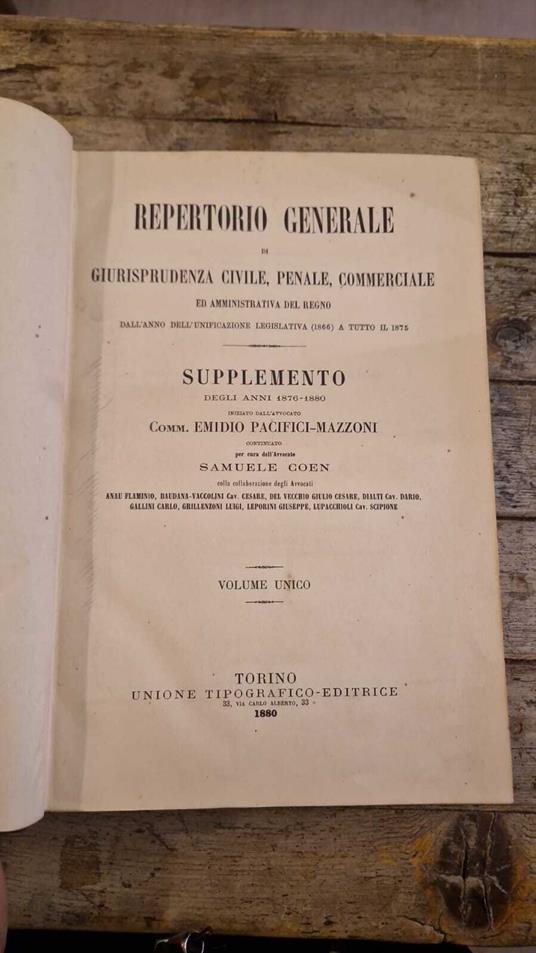 REPERTORIO GENERALE
DI
GIURISPRUDENZA CIVILE, PENALE, COMMERCIALE
ED AMMINISTRATIVA DEL REGNO
DALL'ANNO DELL'UNIFICAZIONE LEGISLATIVA (1866) A TUTTO IL 1875
SUPPLEMENTO
DEGLI ANNI 1876-1880
INIZIATO DALL'AVVOCATO
COMM. EMIDIO PACIFICI-MAZZONI
CONTINUATO
per cura dell'Avvocato
SAMUELE COEN
colla collaborazione degli Avvocati
ANAU FLAMINIO, BAUDANA-VACCOLINI CAV. CESARE, DEL VECCHIO GIULIO CESARE, DIALTI CAV. DARIO,
GALLINI CARLO, GRILLENZONI LUIGI, LEPORINI GIUSEPPE, LUPACCHIOLI CAV. SCIPIONE
VOLUME UNICO
TORINO
UNIONE TIPOGRAFICO-EDITRICE
33, VIA CARLO ALBERTO, 33
1880